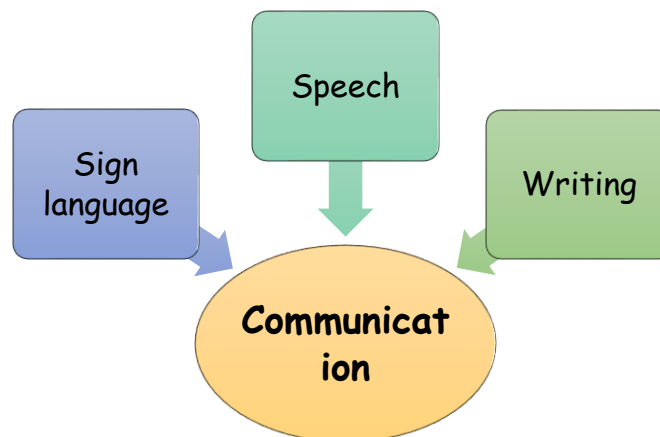 Speech
Sign
language
Writing
Communicat
ion